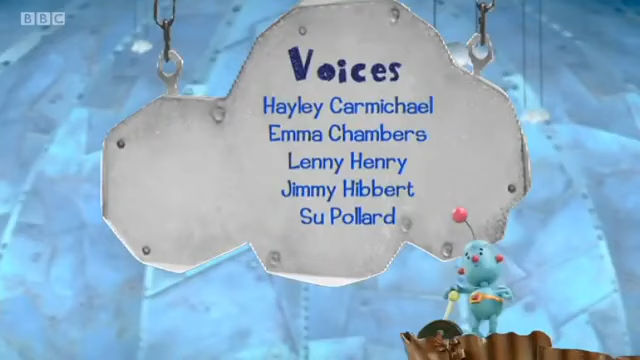 BBC
Voices
Hayley Carmichael
Emma Chambers
Lenny Henry
Jimmy Hibbert
Su Pollard